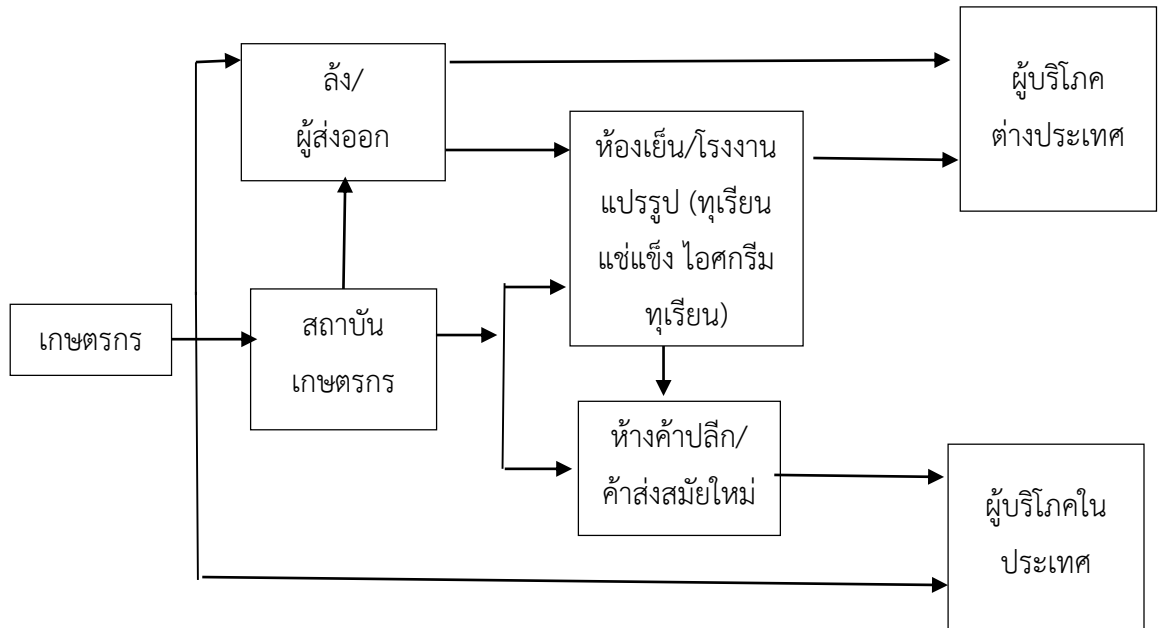 ล้ง/
ผู้ส่งออก
ผู้บริโภค
ต่างประเทศ
ห้องเย็น/โรงงาน
แปรรูป (ทุเรียน
แช่แข็ง ไอศกรีม
ทุเรียน)
เกษตรกร
สถาบัน
เกษตรกร
ห้างค้าปลีก/
ค้าส่งสมัยใหม่
ผู้บริโภคใน
ประเทศ